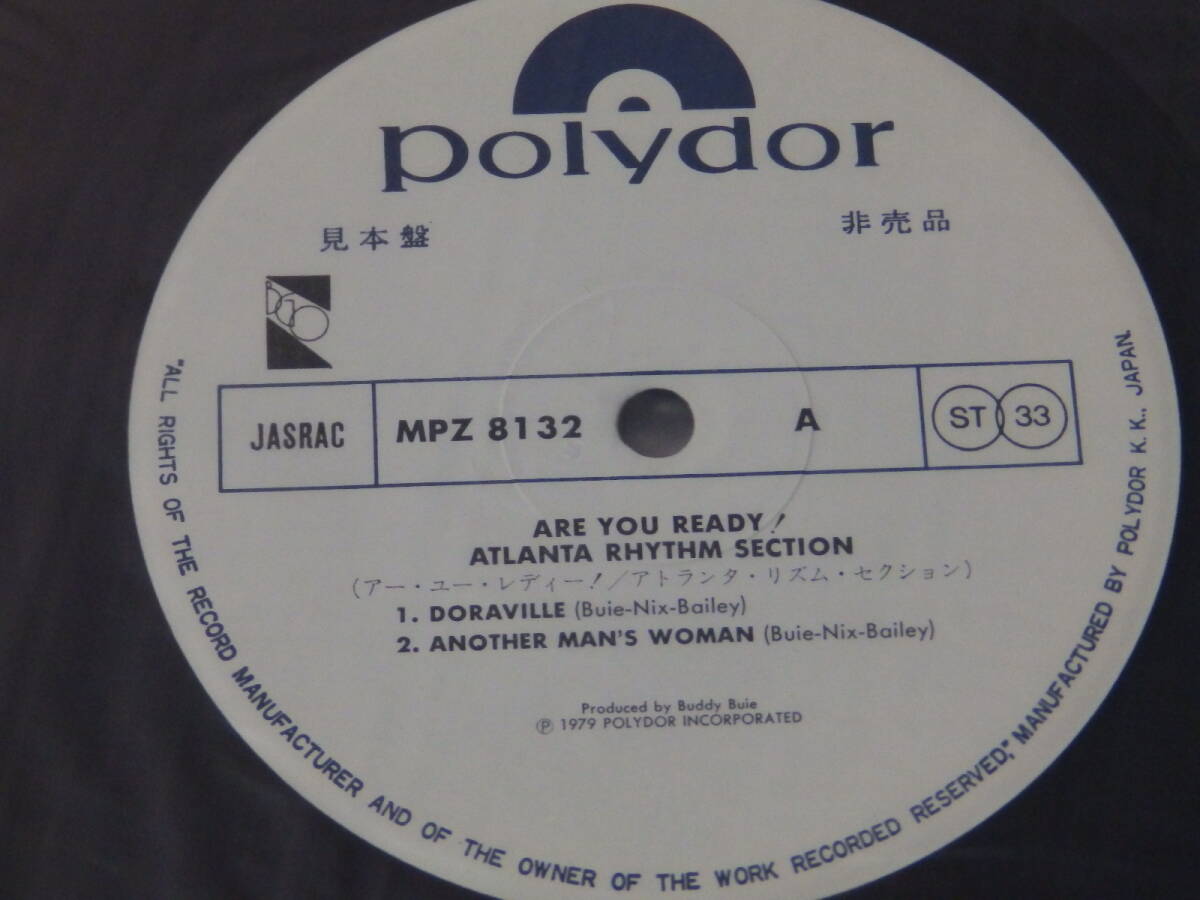 polydor
見本盤 非売品
JASRAC MPZ 8132 A ST 33
ARE YOU READY!
ATLANTA RHYTHM SECTION
(アー・ユー・レディー!/アトランタ・リズム・セクション)
1. DORAVILLE (Buie-Nix-Bailey)
2. ANOTHER MAN'S WOMAN (Buie-Nix-Bailey)
Produced by Buddy Buie
℗ 1979 POLYDOR INCORPORATED
"ALL RIGHTS OF THE RECORD MANUFACTURER AND OF THE OWNER OF THE WORK RECORDED RESERVED," MANUFACTURED BY POLYDOR K.K., JAPAN.